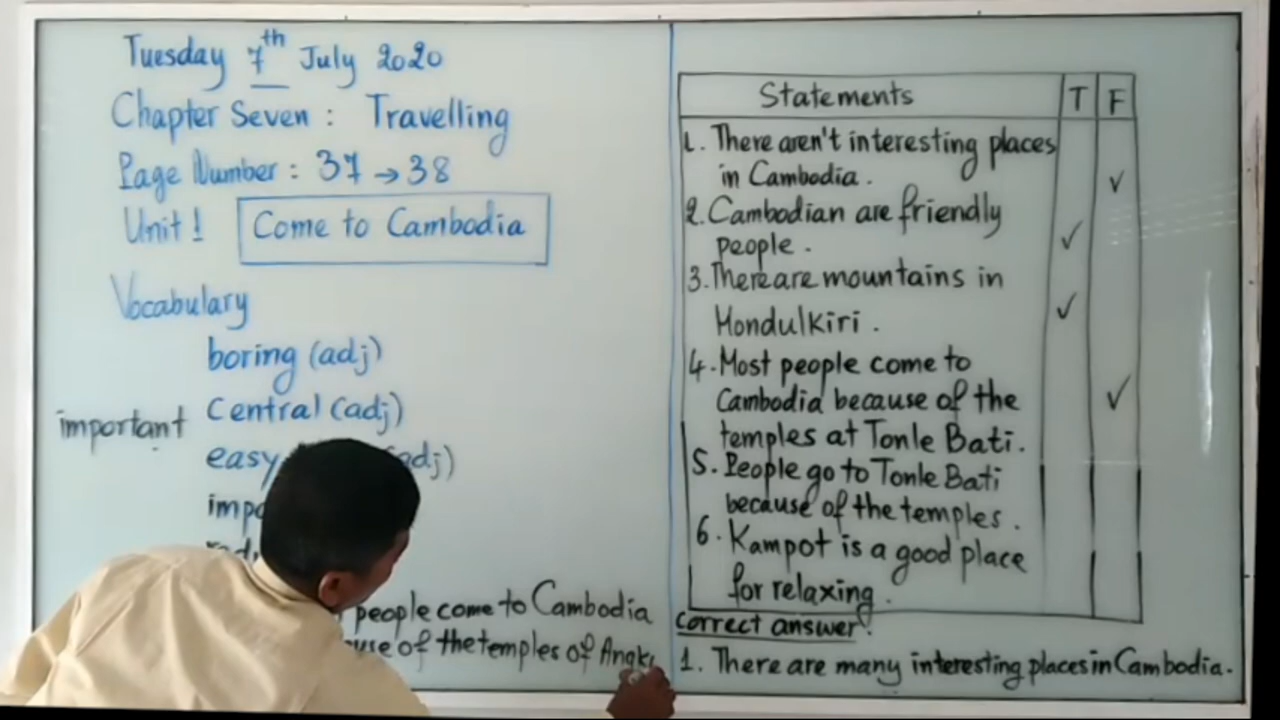 Tuesday 7th July 2020
Chapter Seven : Travelling
Page Number : 37 → 38
Unit 1 Come to Cambodia
Vocabulary
boring (adj)
important Central (adj)
easy
people come to Cambodia
of the temples of
Statements T F
1. There aren't interesting places
in Cambodia. ✓
2. Cambodian are friendly
people. ✓
3. There are mountains in
Mondulkiri. ✓
4. Most people come to
Cambodia because of the ✓
temples at Tonle Bati.
5. People go to Tonle Bati
because of the temples.
6. Kampot is a good place
for relaxing.
Correct answer:
1. There are many interesting places in Cambodia.